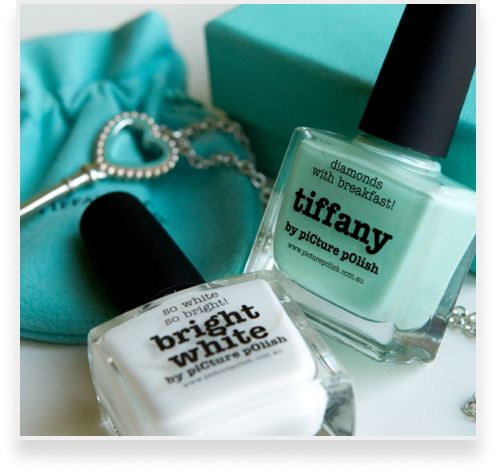 diamonds
with breakfast!
tiffany
by piCture pOlish
www.picturepolish.com.au
so white
so bright!
bright
white
by piCture pOlish
www.picturepolish.com.au